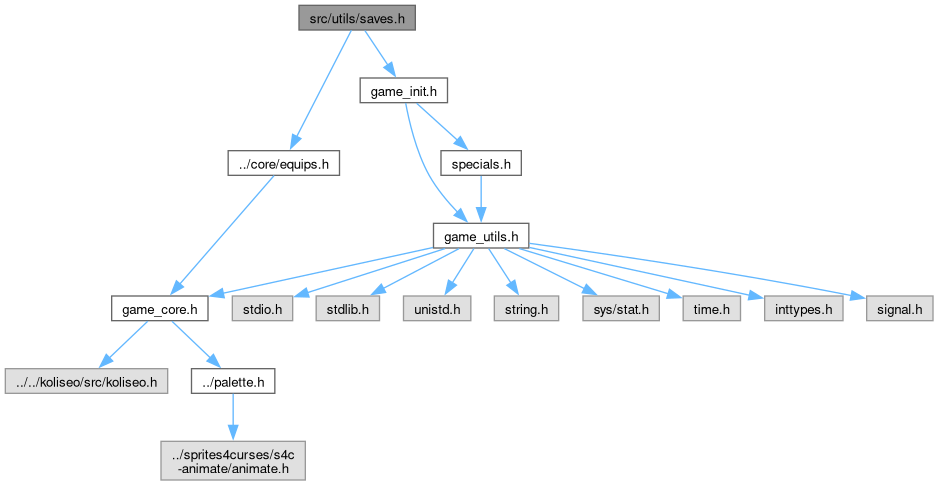 src/utils/saves.h
game_init.h
../core/equips.h
specials.h
game_utils.h
game_core.h
stdio.h
stdlib.h
unistd.h
string.h
sys/stat.h
time.h
inttypes.h
signal.h
../../koliseo/src/koliseo.h
../palette.h
../sprites4curses/s4c
-animate/animate.h